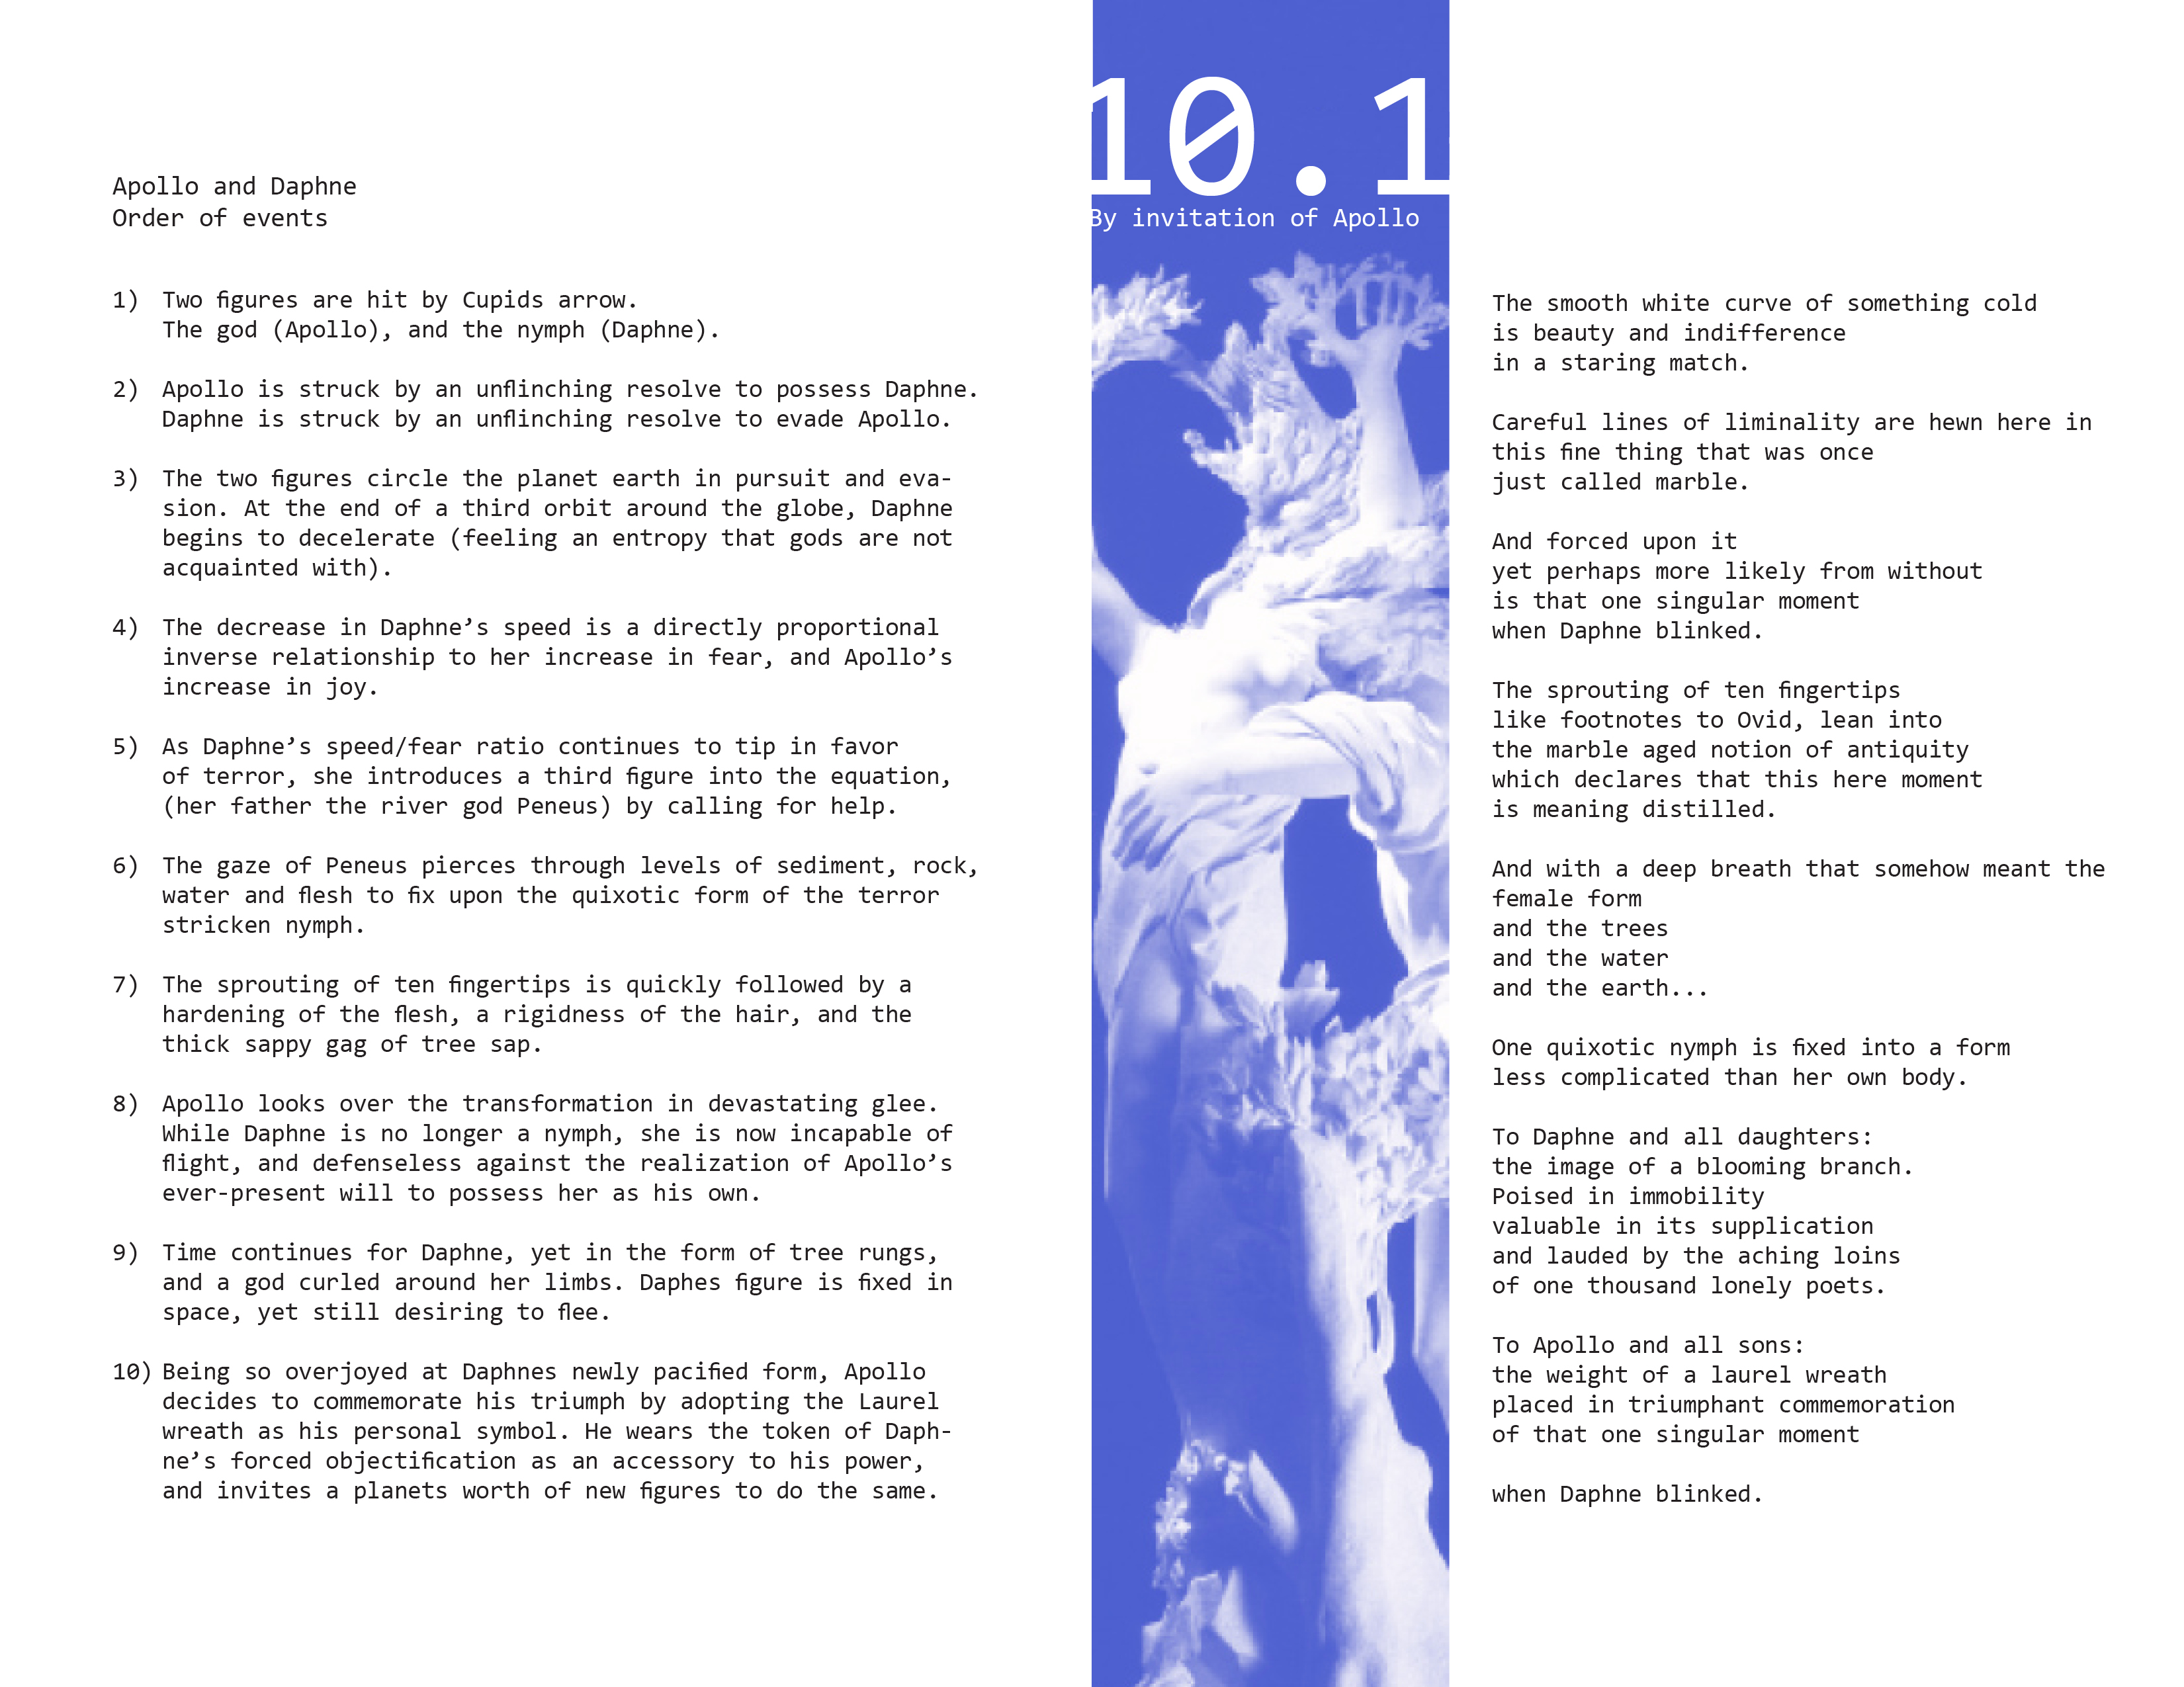 Apollo and Daphne
Order of events
1) Two figures are hit by Cupids arrow.
The god (Apollo), and the nymph (Daphne).
2) Apollo is struck by an unflinching resolve to possess Daphne.
Daphne is struck by an unflinching resolve to evade Apollo.
3) The two figures circle the planet earth in pursuit and eva-
sion. At the end of a third orbit around the globe, Daphne
begins to decelerate (feeling an entropy that gods are not
acquainted with).
4) The decrease in Daphne’s speed is a directly proportional
inverse relationship to her increase in fear, and Apollo’s
increase in joy.
5) As Daphne’s speed/fear ratio continues to tip in favor
of terror, she introduces a third figure into the equation,
(her father the river god Peneus) by calling for help.
6) The gaze of Peneus pierces through levels of sediment, rock,
water and flesh to fix upon the quixotic form of the terror
stricken nymph.
7) The sprouting of ten fingertips is quickly followed by a
hardening of the flesh, a rigidness of the hair, and the
thick sappy gag of tree sap.
8) Apollo looks over the transformation in devastating glee.
While Daphne is no longer a nymph, she is now incapable of
flight, and defenseless against the realization of Apollo’s
ever-present will to possess her as his own.
9) Time continues for Daphne, yet in the form of tree rungs,
and a god curled around her limbs. Daphes figure is fixed in
space, yet still desiring to flee.
10) Being so overjoyed at Daphnes newly pacified form, Apollo
decides to commemorate his triumph by adopting the Laurel
wreath as his personal symbol. He wears the token of Daph-
ne’s forced objectification as an accessory to his power,
and invites a planets worth of new figures to do the same.
10.1
By invitation of Apollo
The smooth white curve of something cold
is beauty and indifference
in a staring match.
Careful lines of liminality are hewn here in
this fine thing that was once
just called marble.
And forced upon it
yet perhaps more likely from without
is that one singular moment
when Daphne blinked.
The sprouting of ten fingertips
like footnotes to Ovid, lean into
the marble aged notion of antiquity
which declares that this here moment
is meaning distilled.
And with a deep breath that somehow meant the
female form
and the trees
and the water
and the earth...
One quixotic nymph is fixed into a form
less complicated than her own body.
To Daphne and all daughters:
the image of a blooming branch.
Poised in immobility
valuable in its supplication
and lauded by the aching loins
of one thousand lonely poets.
To Apollo and all sons:
the weight of a laurel wreath
placed in triumphant commemoration
of that one singular moment
when Daphne blinked.